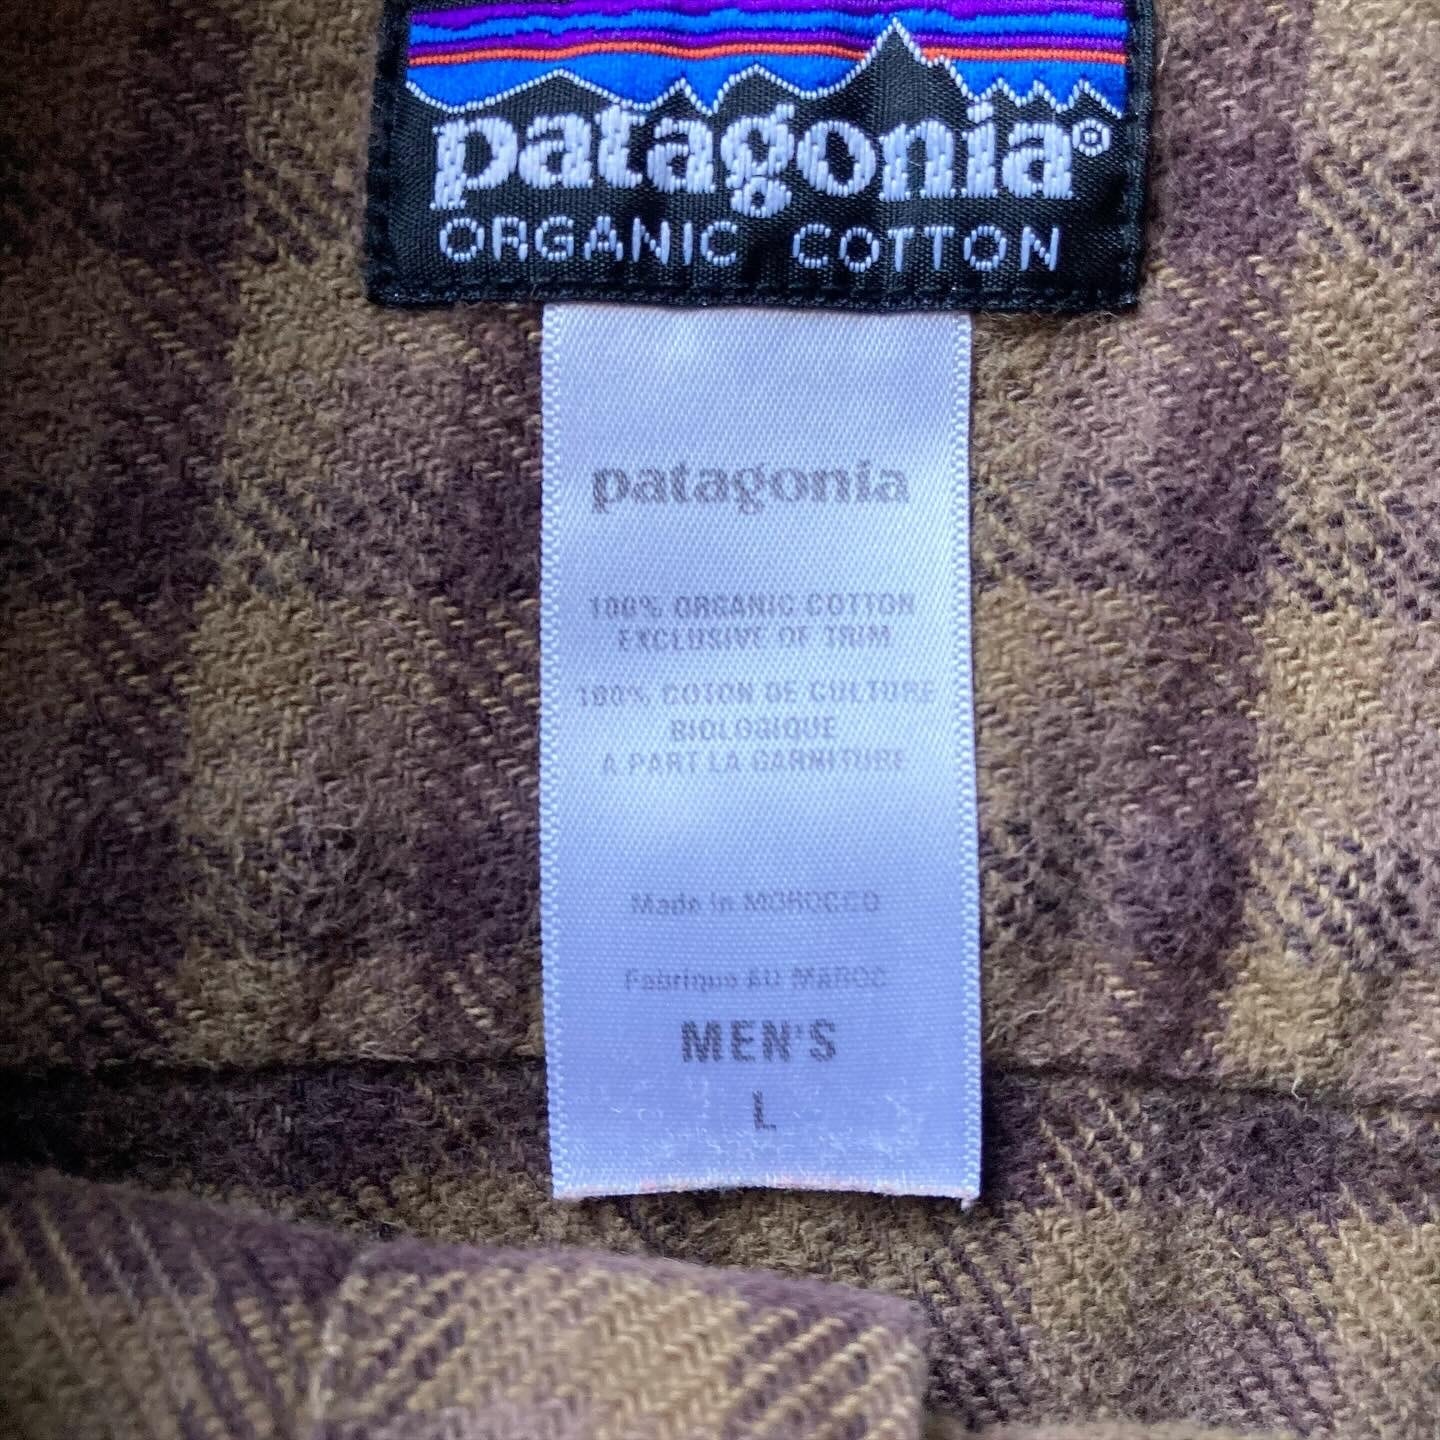 patagonia®
ORGANIC COTTON
patagonia
100% ORGANIC COTTON
EXCLUSIVE OF TRIM
100% COTON DE CULTURE
BIOLOGIQUE
A PART LA GARNITURE
Made in MOROCCO
Fabrique AU MAROC
MEN'S
L